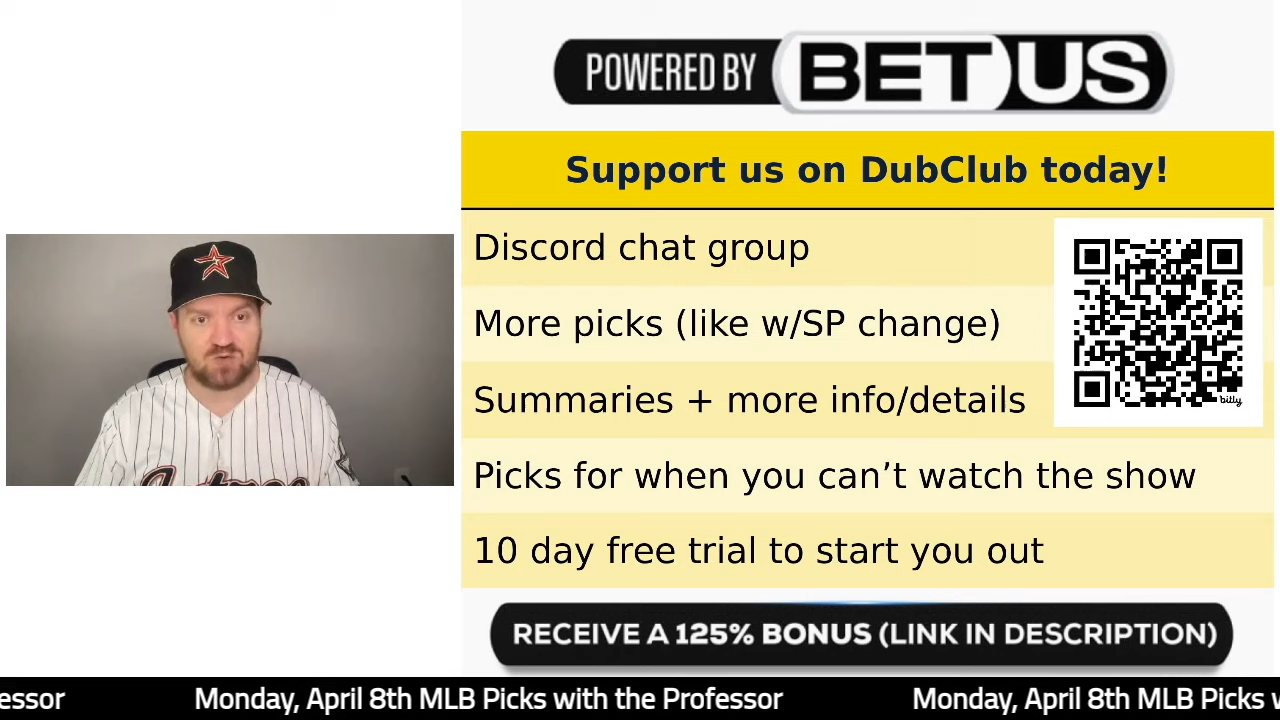 POWERED BY BETUS
Support us on DubClub today!
Discord chat group
More picks (like w/SP change)
Summaries + more info/details
bitly
Picks for when you can’t watch the show
10 day free trial to start you out
RECEIVE A 125% BONUS (LINK IN DESCRIPTION)
essor Monday, April 8th MLB Picks with the Professor Monday, April 8th MLB Picks w